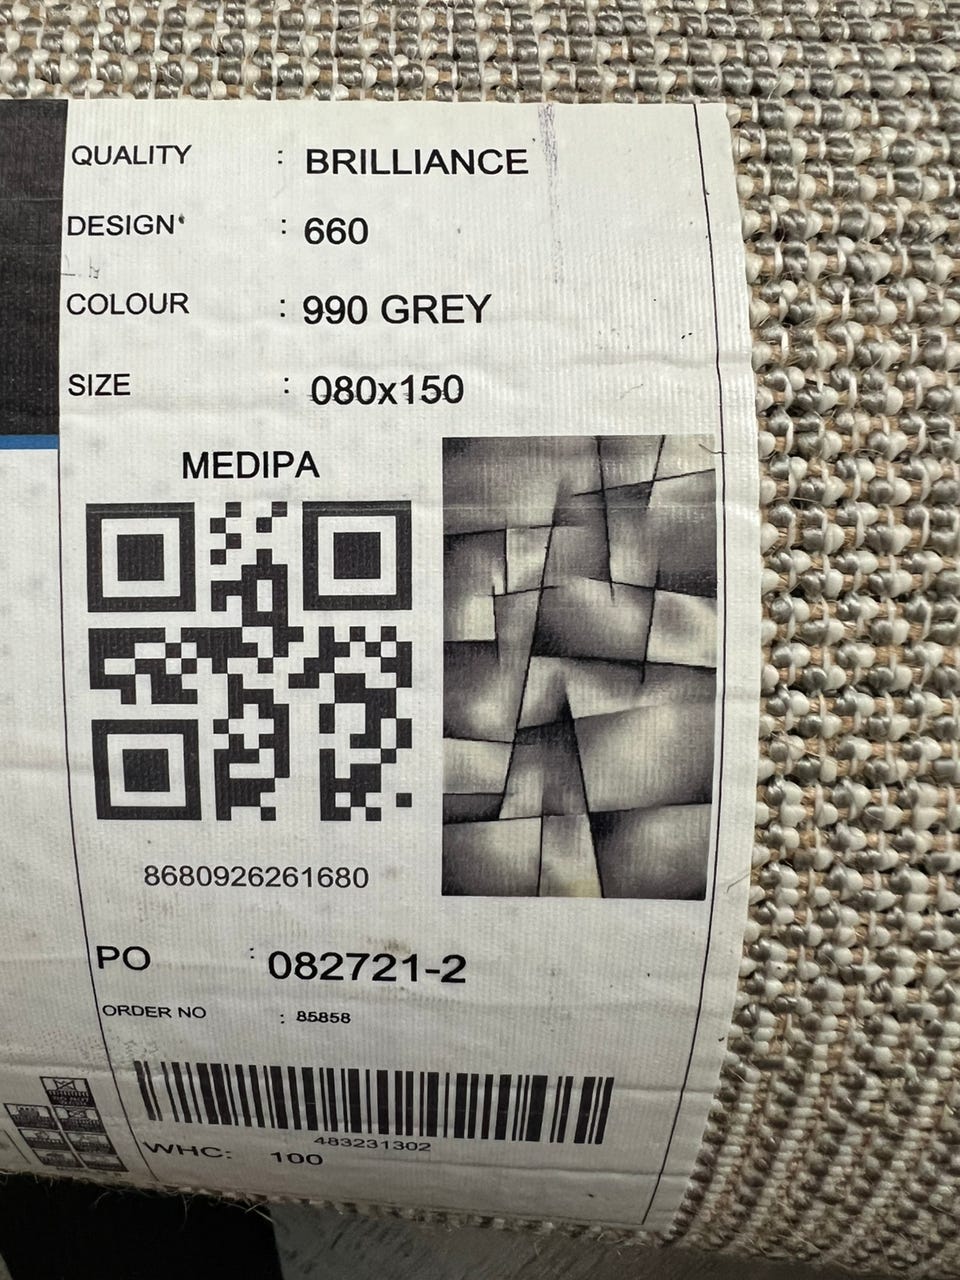 QUALITY : BRILLIANCE
DESIGN : 660
COLOUR : 990 GREY
SIZE : 080x150
MEDIPA
8680926261680
PO : 082721-2
ORDER NO : 85858
483231302
WHC: 100